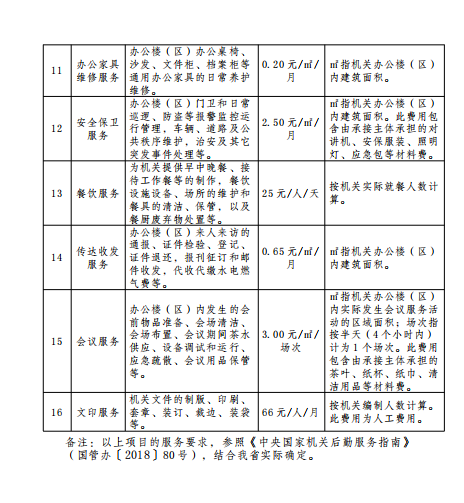 11
办公家具
维修服务
办公楼（区）办公桌椅、
沙发、文件柜、档案柜等
通用办公家具的日常养护
维修。
0.20 元/㎡/
月
㎡指机关办公楼（区）
内建筑面积。
12
安全保卫
服务
办公楼（区）门卫和日常
巡逻、防盗等报警监控运
行管理，车辆、道路及公
共秩序维护，治安及其它
突发事件处理等。
2.50 元/㎡/
月
㎡指机关办公楼（区）
内建筑面积。此费用包
含由承接主体承担的对
讲机、安保服装、照明
灯、应急包等材料费。
13
餐饮服务
为机关提供早中晚餐、接
待工作餐等的制作，餐饮
设施设备、场所的维护和
餐具的清洁、保管，以及
餐厨废弃物处置等。
25 元/人/天
按机关实际就餐人数计
算。
14
传达收发
服务
办公楼（区）来人来访的
通报、证件检验、登记、
证件退还，报刊征订和邮
件收发，代收代缴水电燃
气费等。
0.65 元/㎡/
月
㎡指机关办公楼（区）
内建筑面积。
15
会议服务
办公楼（区）内发生的会
前物品准备、会场清洁、
会场布置、会议期间茶水
供应、设备调试和运行、
应急疏散、会议用品保管
等。
3.00 元/㎡/
场次
㎡指机关办公楼（区）
内实际发生会议服务活
动的区域面积；场次指
按半天（4 个小时内）
计为 1 个场次。此费用
包含由承接主体承担的
茶叶、纸杯、纸巾、清
洁用品等材料费。
16
文印服务
机关文件的制版、印刷、
套章、装订、裁边、装袋
等。
66 元/人/月
按机关编制人数计算。
此费用为人工费用。
备注：以上项目的服务要求，参照《中央国家机关后勤服务指南》
（国管办〔2018〕80 号），结合我省实际确定。